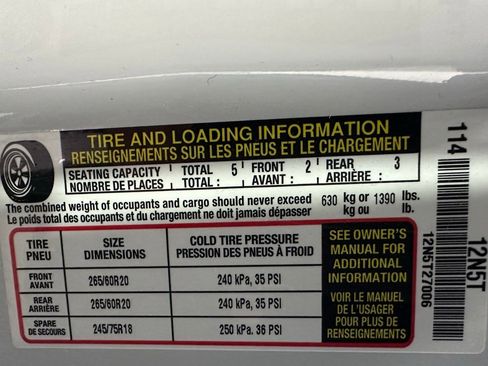 TIRE AND LOADING INFORMATION
RENSEIGNEMENTS SUR LES PNEUS ET LE CHARGEMENT
SEATING CAPACITY TOTAL 5 FRONT 2 REAR 3
NOMBRE DE PLACES TOTAL : AVANT : ARRIÈRE :
The combined weight of occupants and cargo should never exceed 630 kg or 1390 lbs.
Le poids total des occupants et du chargement ne doit jamais dépasser kg ou lb.
TIRE PNEU
SIZE DIMENSIONS
COLD TIRE PRESSURE
PRESSION DES PNEUS À FROID
FRONT AVANT 265/60R20 240 kPa, 35 PSI
REAR ARRIÈRE 265/60R20 240 kPa, 35 PSI
SPARE DE SECOURS 245/75R18 250 kPa. 36 PSI
SEE OWNER'S
MANUAL FOR
ADDITIONAL
INFORMATION
VOIR LE MANUEL
DE L'USAGER
POUR PLUS DE
RENSEIGNEMENTS
114
12N5T
12N5T27006